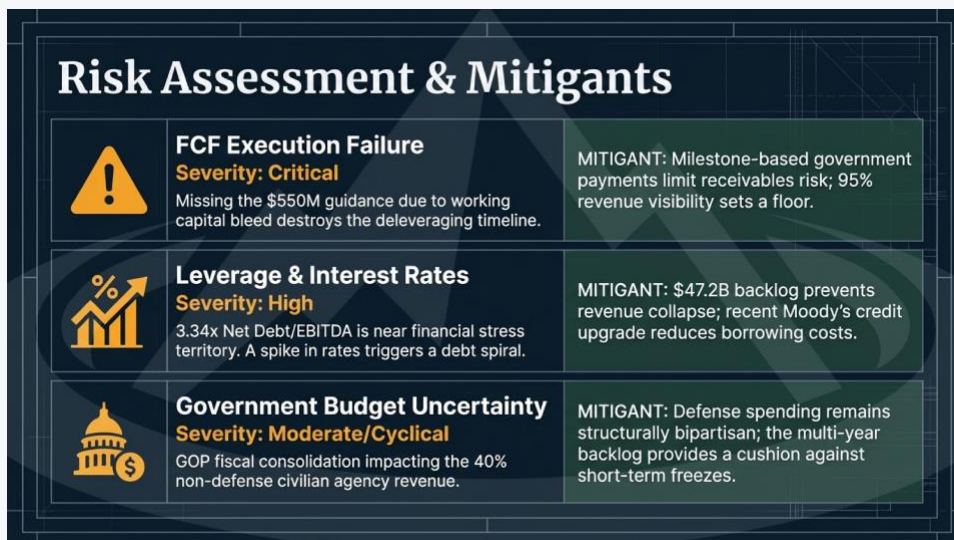 Risk Assessment & Mitigants
FCF Execution Failure
Severity: Critical
Missing the $550M guidance due to working
capital bleed destroys the deleveraging timeline.
MITIGANT: Milestone-based government
payments limit receivables risk; 95%
revenue visibility sets a floor.
%
Leverage & Interest Rates
Severity: High
3.34x Net Debt/EBITDA is near financial stress
territory. A spike in rates triggers a debt spiral.
MITIGANT: $47.2B backlog prevents
revenue collapse; recent Moody's credit
upgrade reduces borrowing costs.
$
Government Budget Uncertainty
Severity: Moderate/Cyclical
GOP fiscal consolidation impacting the 40%
non-defense civilian agency revenue.
MITIGANT: Defense spending remains
structurally bipartisan; the multi-year
backlog provides a cushion against
short-term freezes.